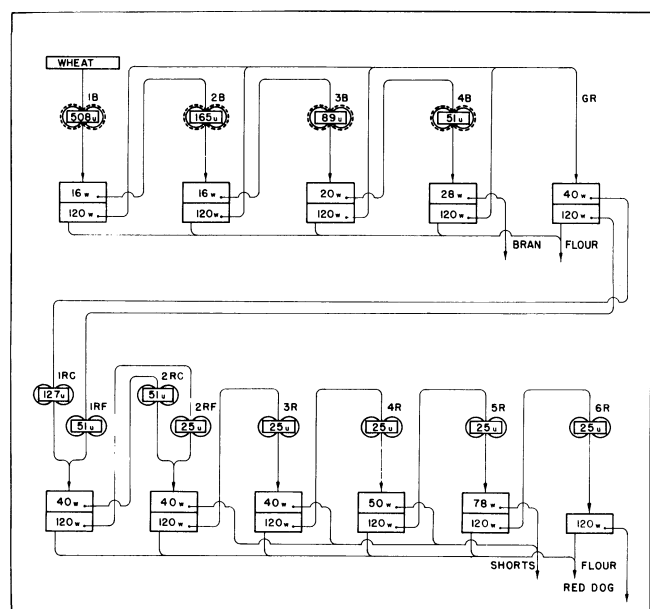 WHEAT
1B 2B 3B 4B GR
508u 165u 89u 51u
16w 16w 20w 28w 40w
120w 120w 120w 120w 120w
BRAN FLOUR
1RC 2RC
127u 51u
1RF 2RF 3R 4R 5R 6R
51u 25u 25u 25u 25u 25u
40w 40w 40w 50w 78w
120w 120w 120w 120w 120w 120w
SHORTS FLOUR
RED DOG